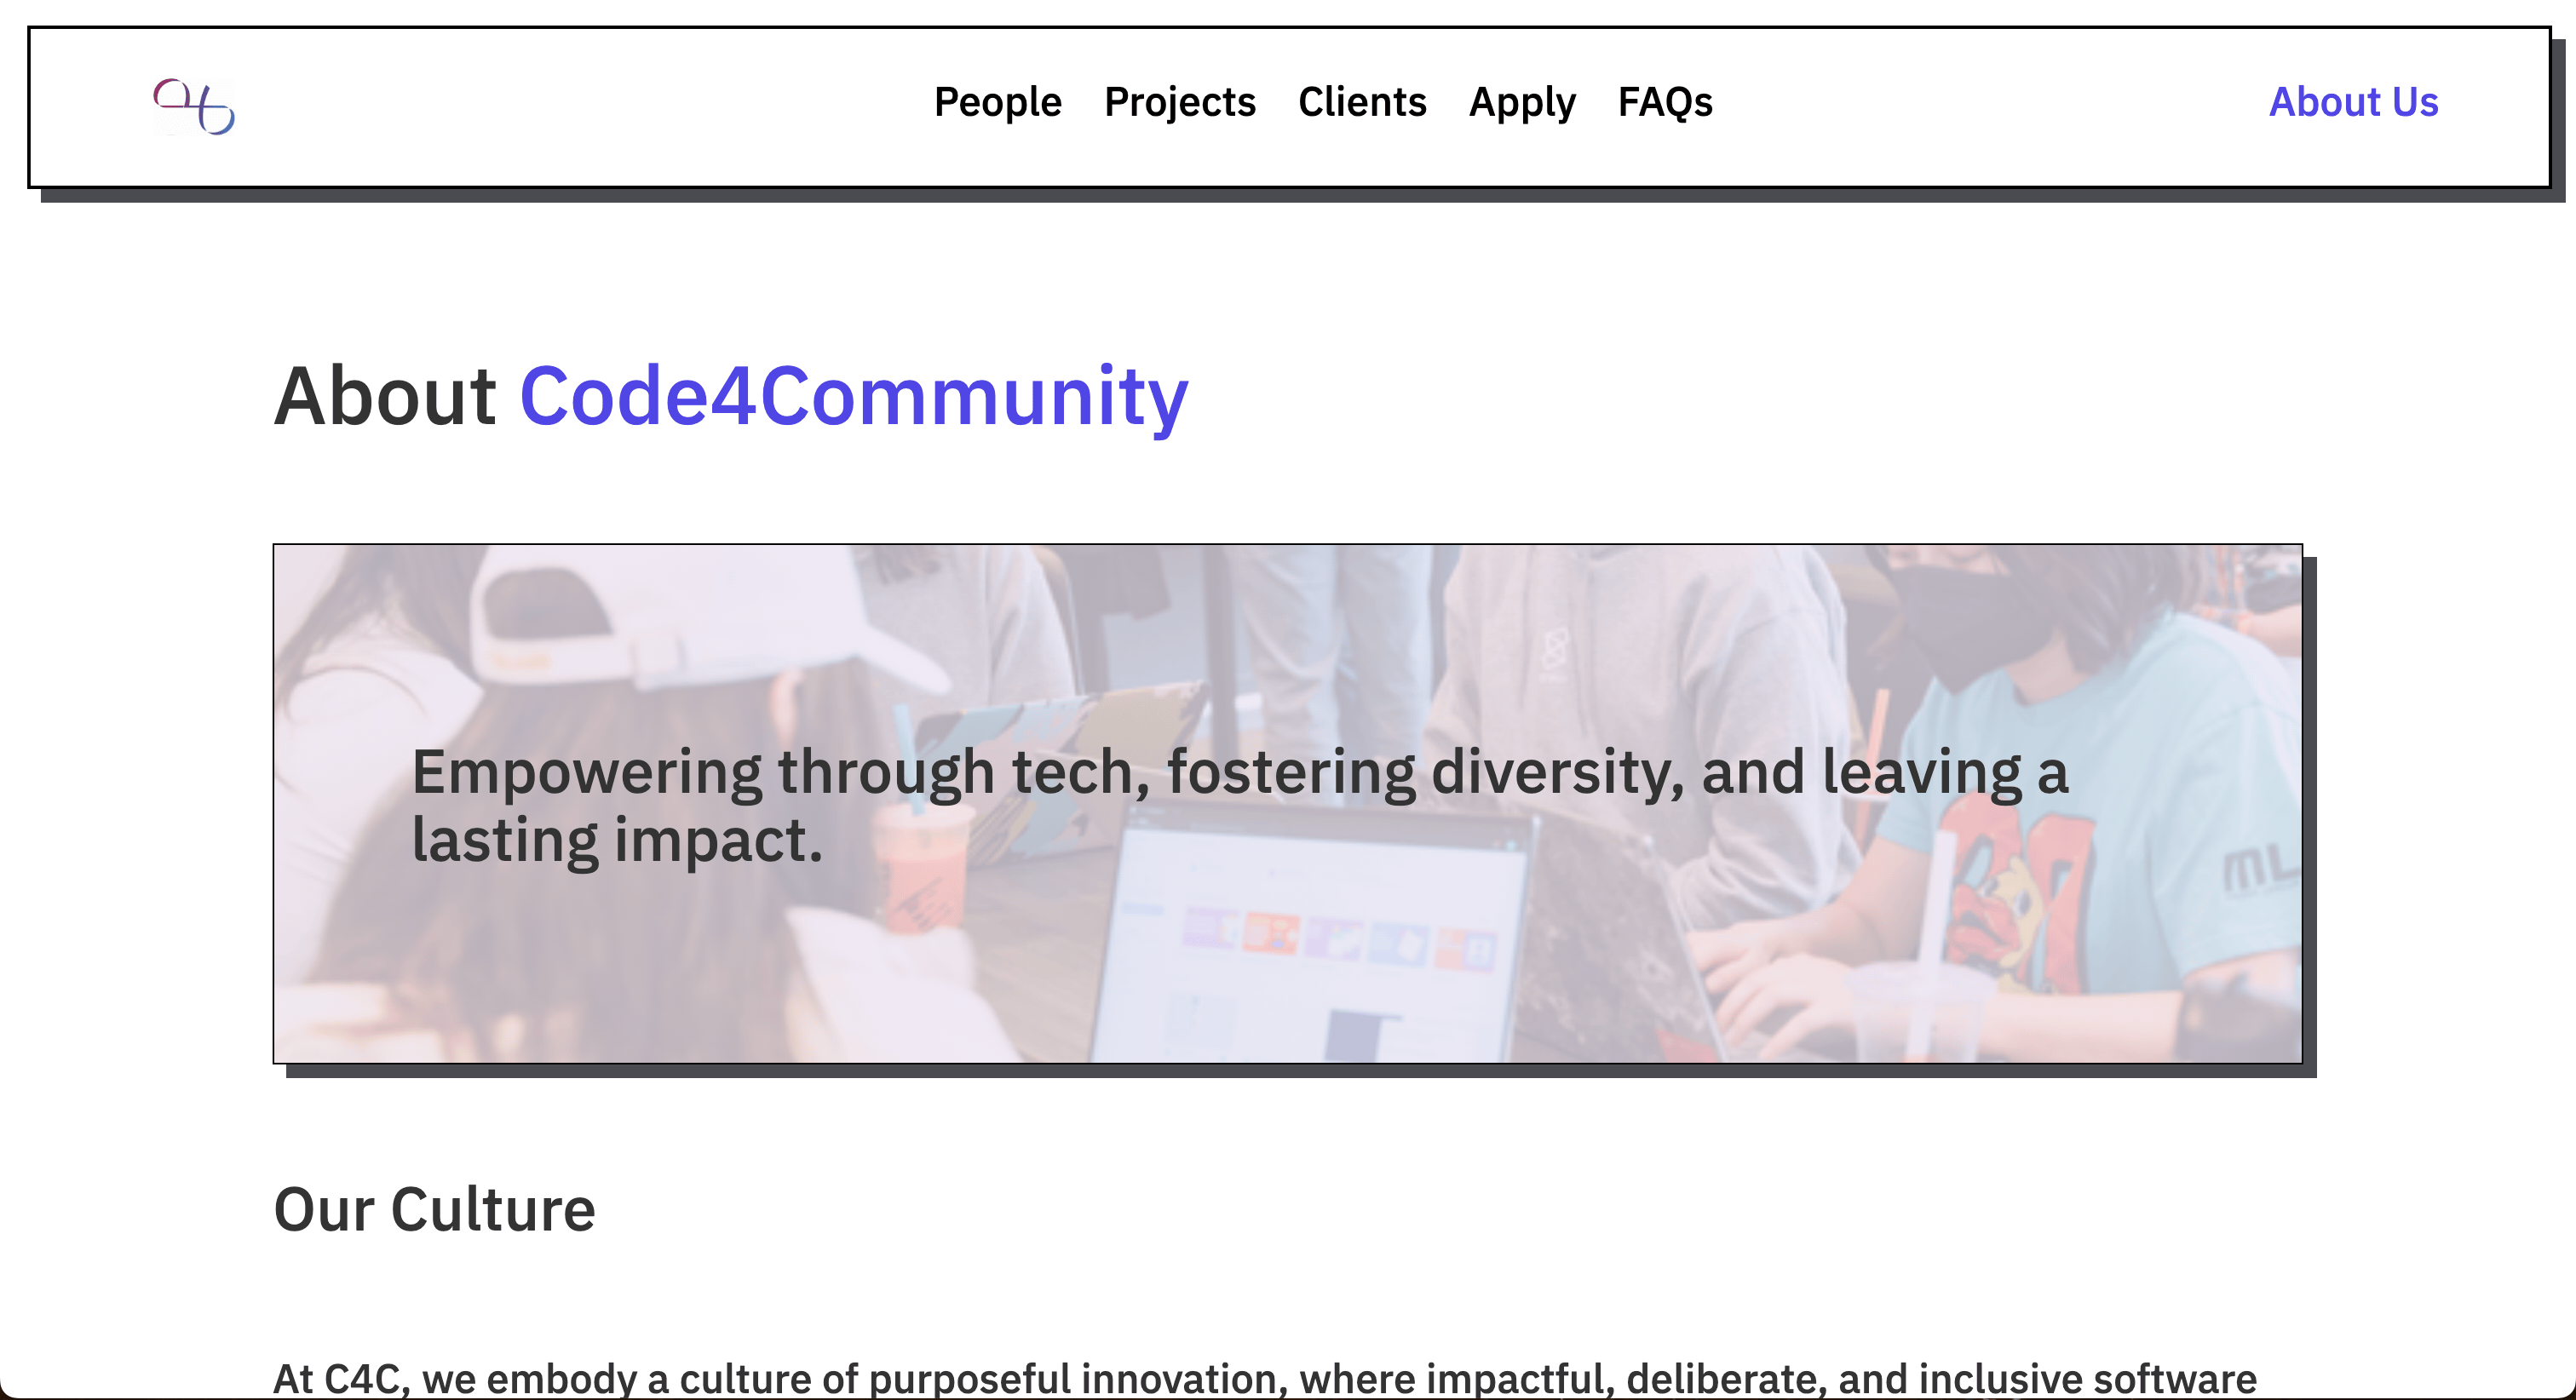 People Projects Clients Apply FAQs About Us
About Code4Community
Empowering through tech, fostering diversity, and leaving a
lasting impact.
ML
Our Culture
At C4C, we embody a culture of purposeful innovation, where impactful, deliberate, and inclusive software